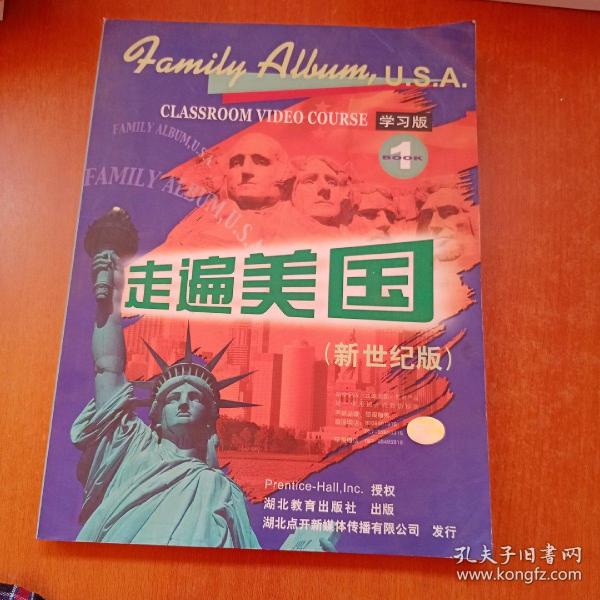 Family Album, U.S.A.
CLASSROOM VIDEO COURSE 学习版
1
BOOK
FAMILY ALBUM,U.S.A.
FAMILY ALBUM,U.S.A.
走遍美国
(新世纪版)
Prentice-Hall,Inc. 授权
湖北教育出版社 出版
湖北点开新媒体传播有限公司 发行
孔夫子旧书网
www.kongfz.com